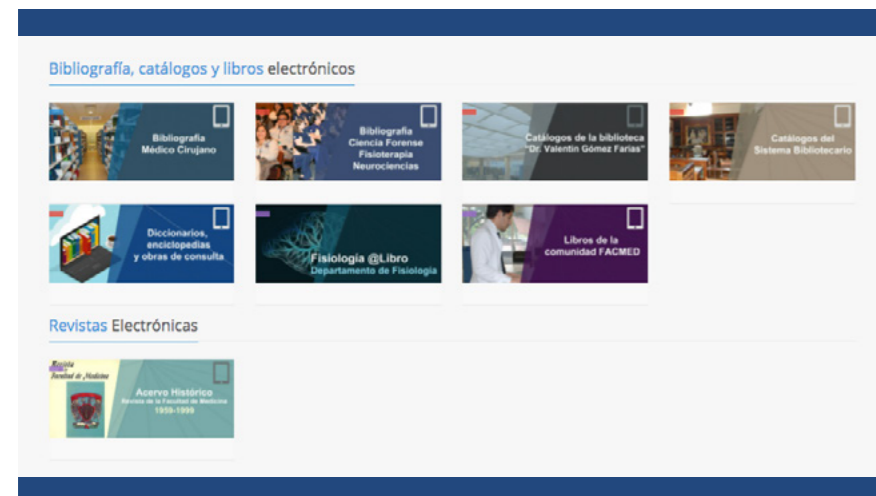 Bibliografía, catálogos y libros electrónicos
Bibliografía
Médico Cirujano
Bibliografía
Ciencia Forense
Fisioterapia
Neurociencias
Catálogos de la biblioteca
"Dr. Valentín Gómez Farías"
Catálogos del
Sistema Bibliotecario
Diccionarios,
enciclopedias
y obras de consulta
Fisiología @Libro
Departamento de Fisiología
Libros de la
comunidad FACMED
Revistas Electrónicas
Revista
Facultad de Medicina
Acervo Histórico
Revista de la Facultad de Medicina
1959-1999